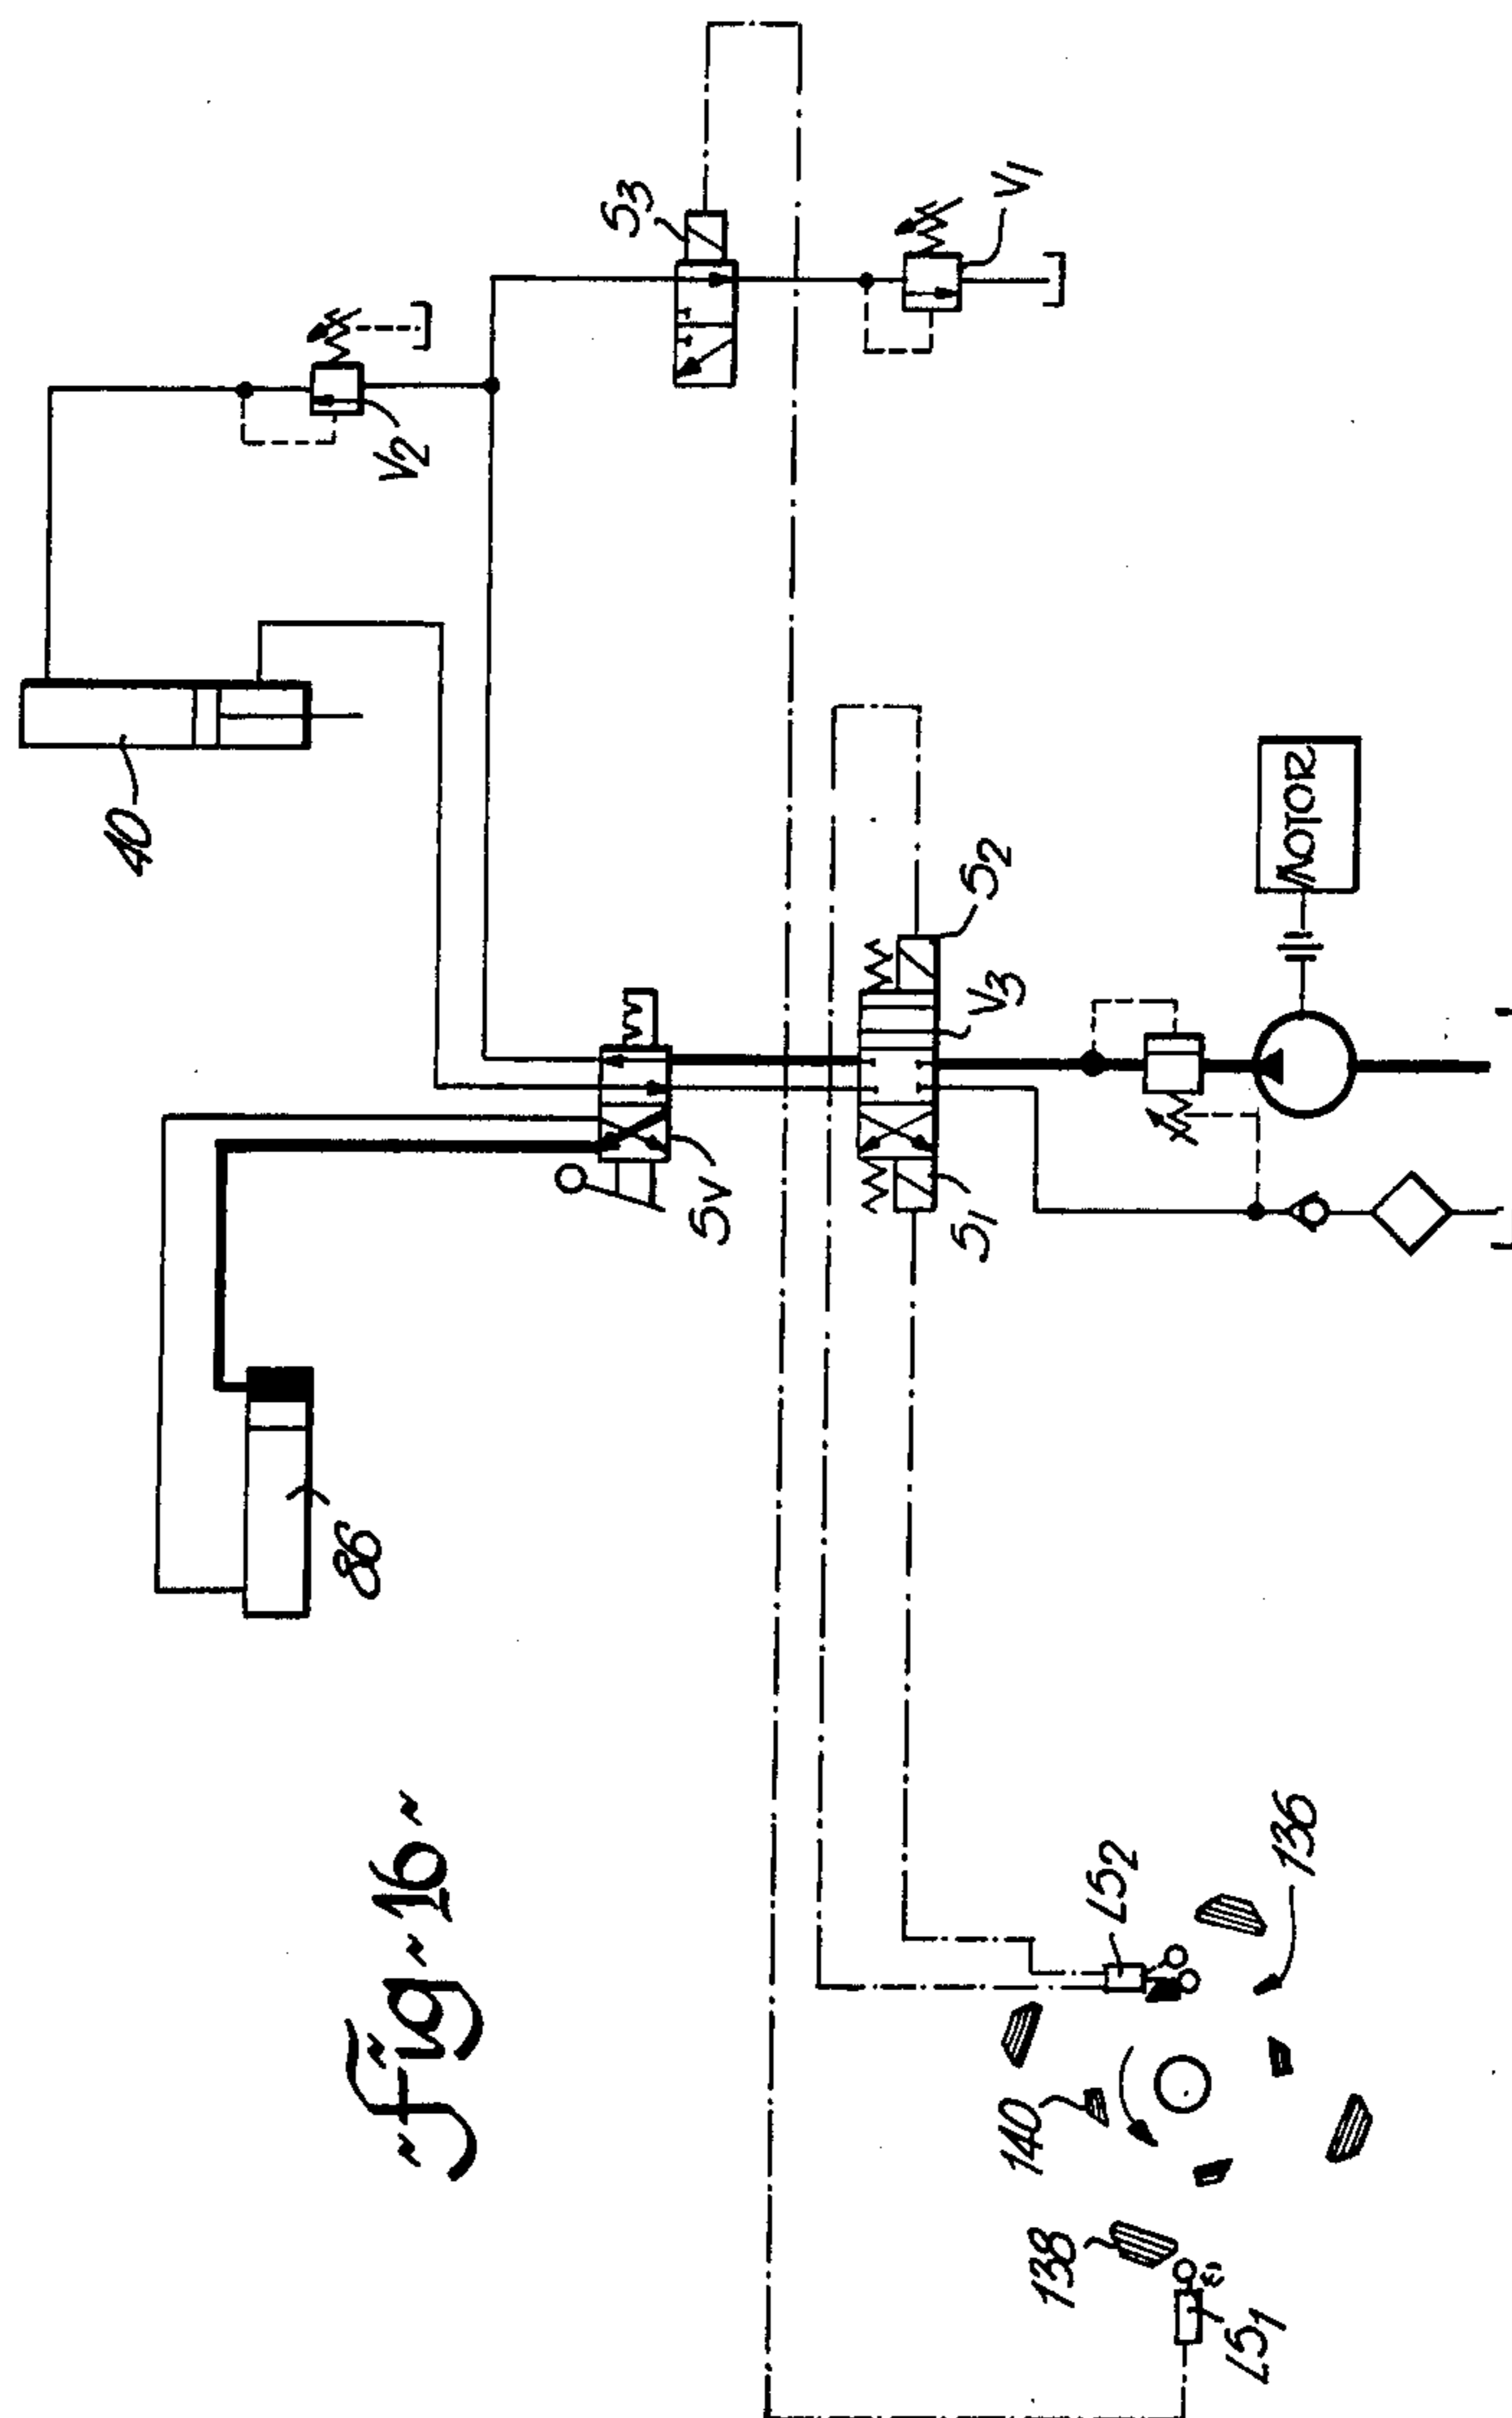 S3
V1
V2
40
S2
V3
MOTOR
SV
S1
86
~fig~16~
LS2
136
140
138
LS1